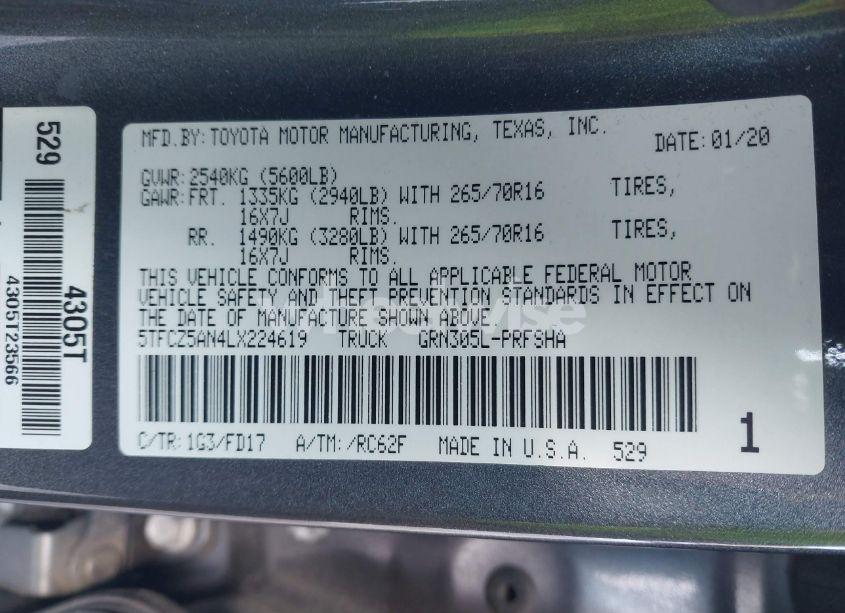 MFD.BY: TOYOTA MOTOR MANUFACTURING, TEXAS, INC. DATE: 01/20
GVWR: 2540KG (5600LB)
GAWR: FRT. 1335KG (2940LB) WITH 265/70R16 TIRES,
16X7J RIMS.
RR. 1490KG (3280LB) WITH 265/70R16 TIRES,
16X7J RIMS.
THIS VEHICLE CONFORMS TO ALL APPLICABLE FEDERAL MOTOR
VEHICLE SAFETY AND THEFT PREVENTION STANDARDS IN EFFECT ON
THE DATE OF MANUFACTURE SHOWN ABOVE.
5TFCZ5AN4LX224619 TRUCK GRN305L-PRFSHA
C/TR: 1G3/FD17 A/TM: /RC62F MADE IN U.S.A. 529
1
529
4305T
4305T23566